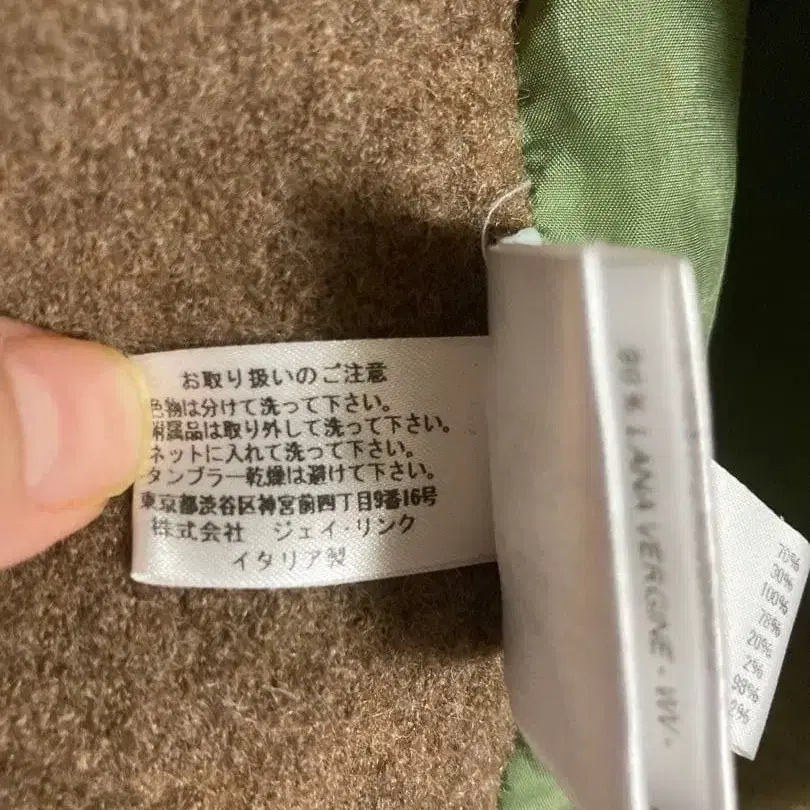 お取り扱いのご注意
色物は分けて洗って下さい。
附属品は取り外して洗って下さい。
ネットに入れて洗って下さい。
タンブラー乾燥は避けて下さい。
東京都渋谷区神宮前四丁目9番16号
株式会社 ジェイ・リンク
イタリア製
LANA VERGINE - WV -
70%
30%
100%
78%
20%
2%
98%
2%